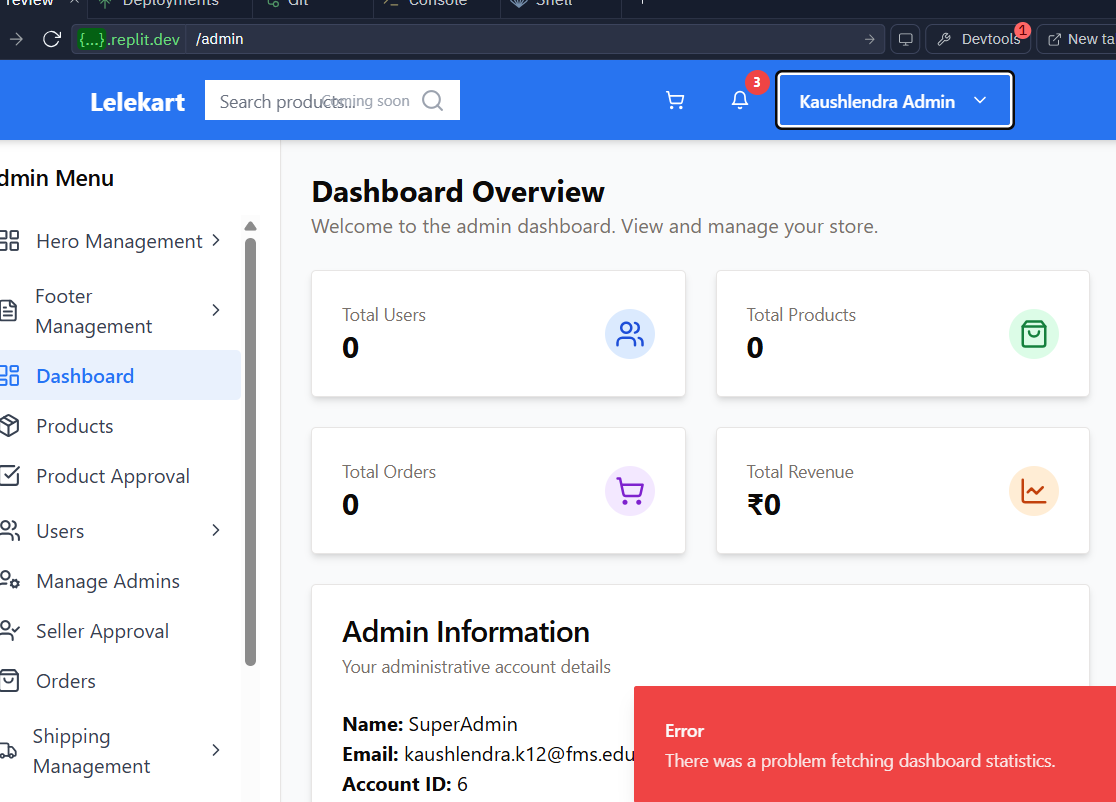 Deployments
Git
Console
Shell
{...}.replit.dev /admin
Devtools 1
New ta
Lelekart
Search products...
Coming soon
3
Kaushlendra Admin
dmin Menu
Hero Management
Footer
Management
Dashboard
Products
Product Approval
Users
Manage Admins
Seller Approval
Orders
Shipping
Management
Dashboard Overview
Welcome to the admin dashboard. View and manage your store.
Total Users
0
Total Products
0
Total Orders
0
Total Revenue
₹0
Admin Information
Your administrative account details
Name: SuperAdmin
Email: kaushlendra.k12@fms.edu
Account ID: 6
Error
There was a problem fetching dashboard statistics.